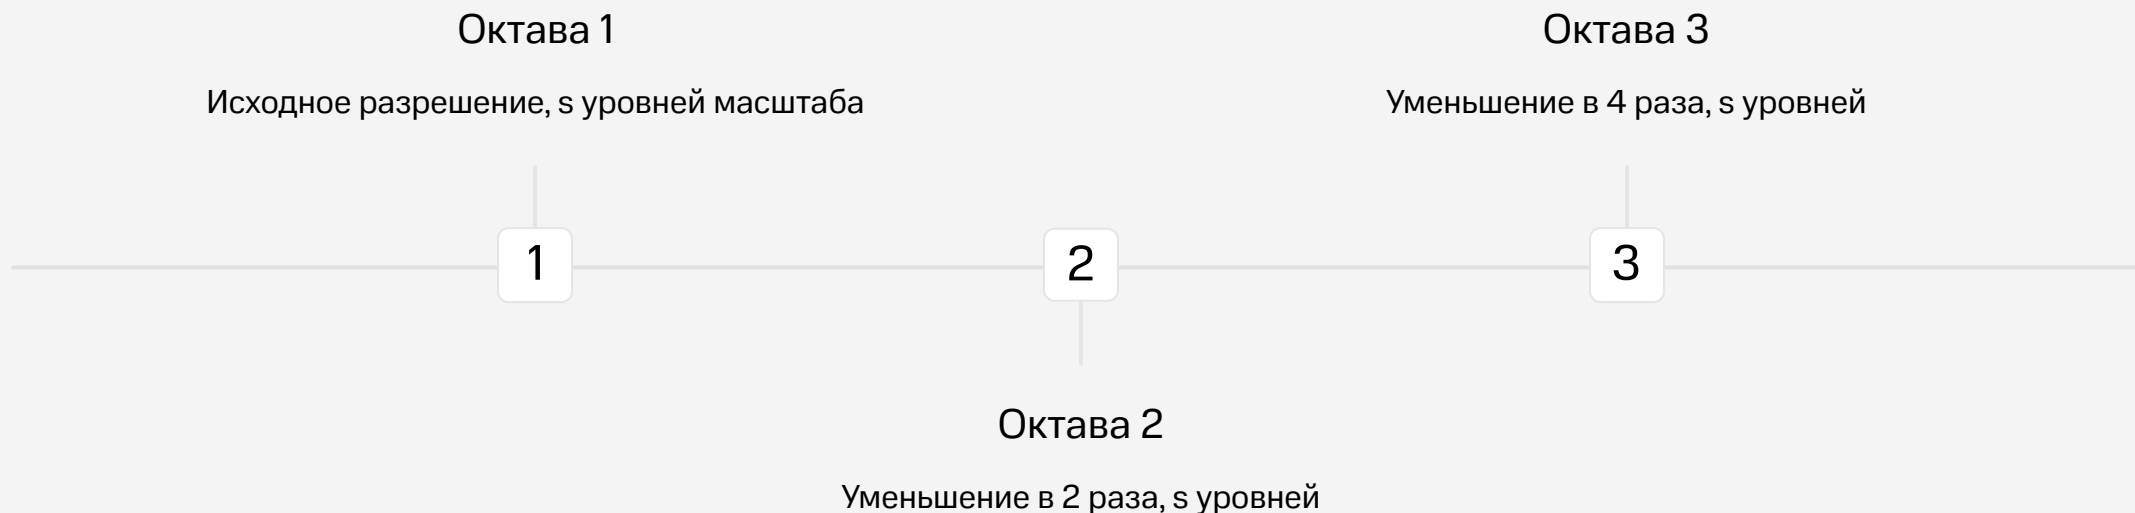 Октава 1
Исходное разрешение, s уровней масштаба
1
Октава 2
Уменьшение в 2 раза, s уровней
2
Октава 3
Уменьшение в 4 раза, s уровней
3